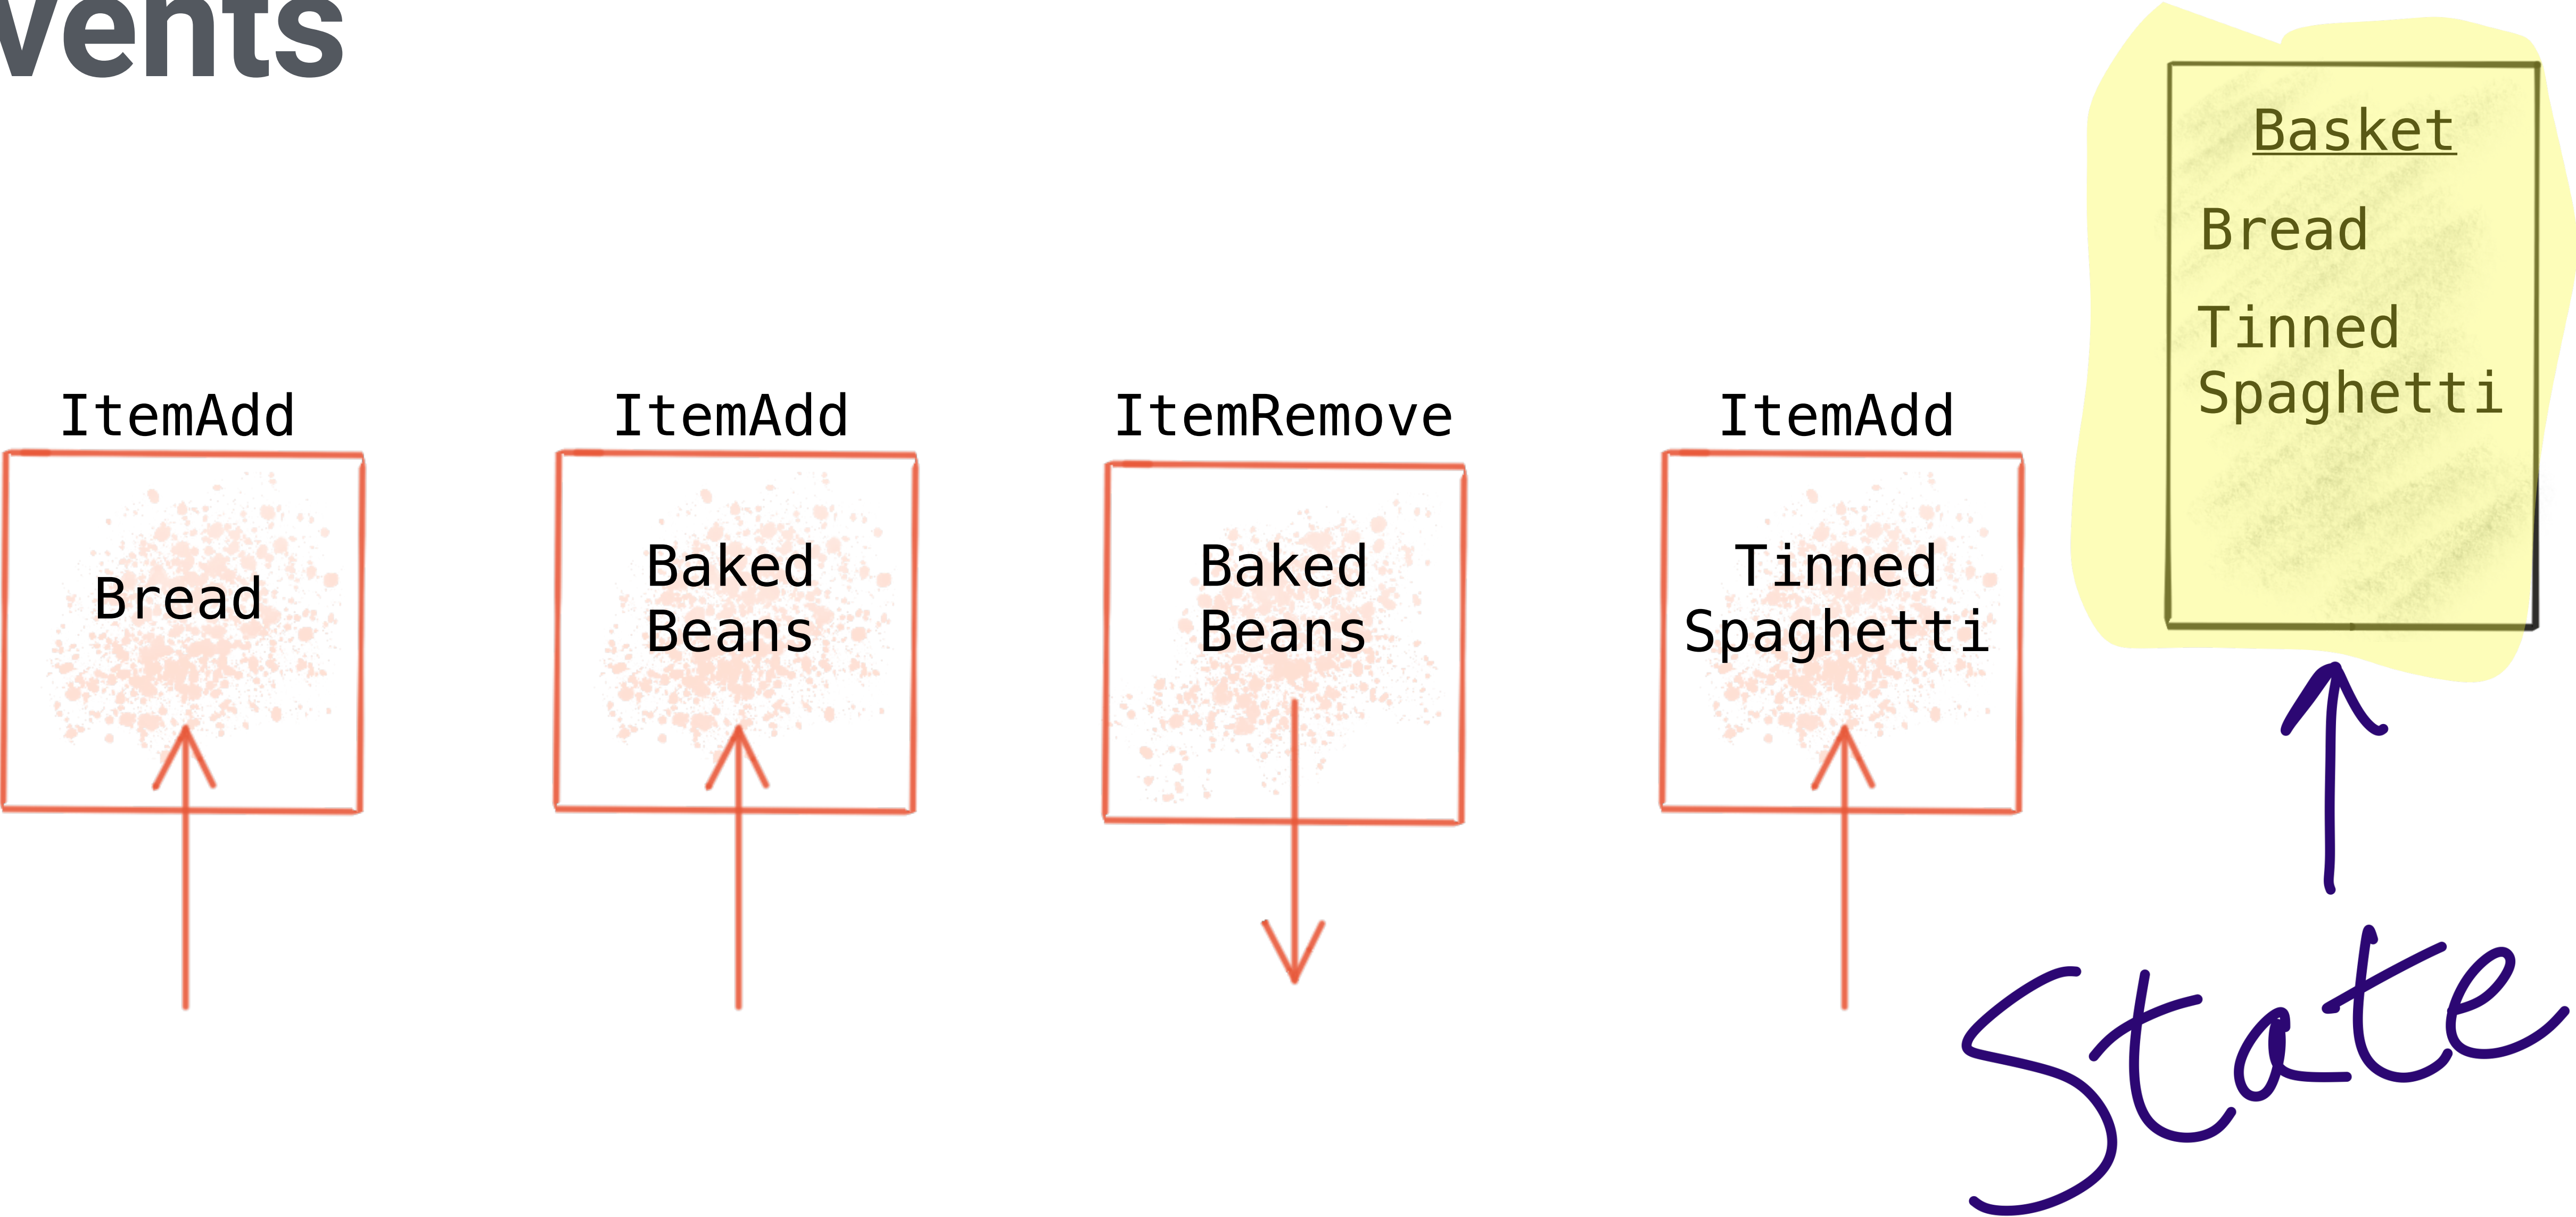 vents
Basket
Bread
Tinned
Spaghetti
ItemAdd
ItemAdd
ItemRemove
ItemAdd
Bread
Baked
Beans
Baked
Beans
Tinned
Spaghetti
State